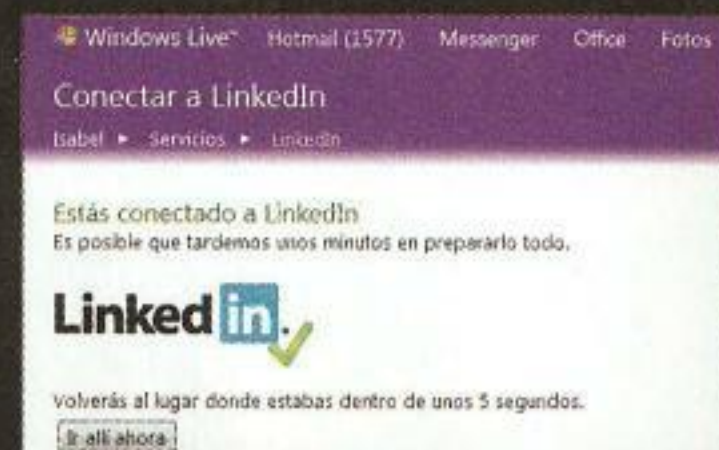 Windows Live™ Hotmail (1577) Messenger Office Fotos
Conectar a LinkedIn
Isabel ► Servicios ► LinkedIn
Estás conectado a LinkedIn
Es posible que tardemos unos minutos en prepararlo todo.
Linked in.
Volverás al lugar donde estabas dentro de unos 5 segundos.
Ir allí ahora